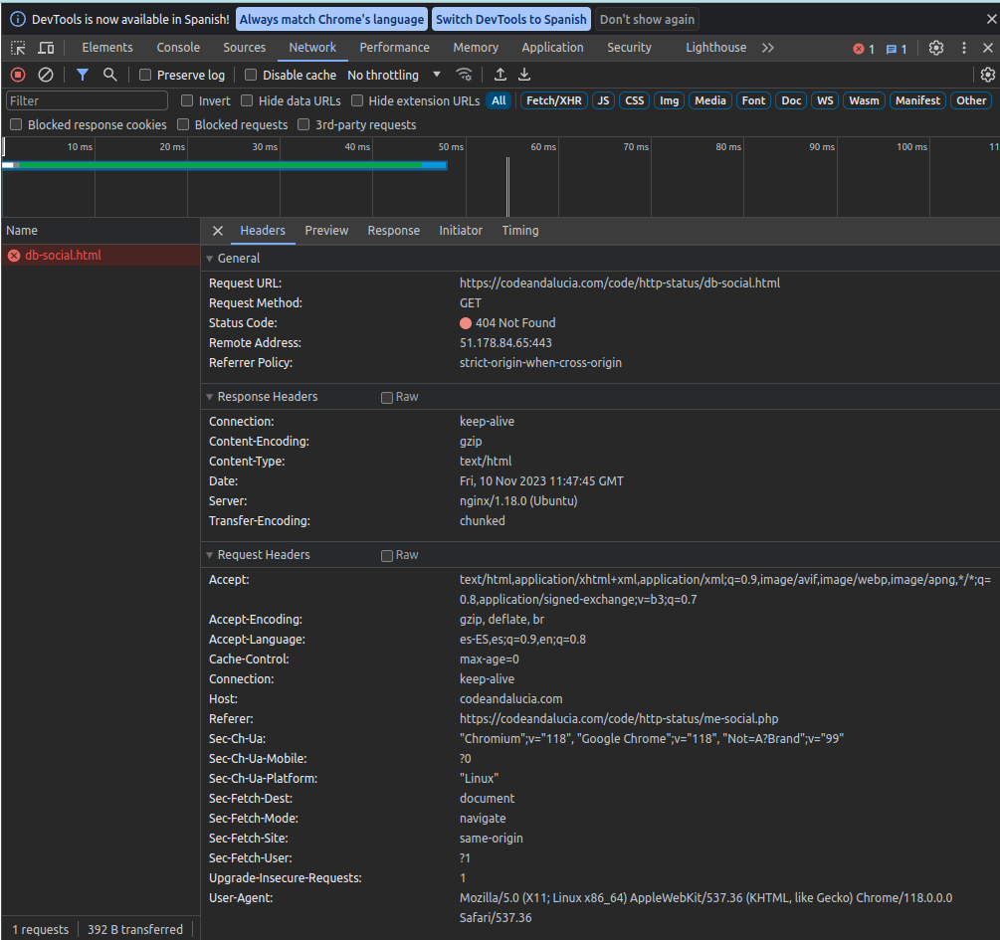 DevTools is now available in Spanish! Always match Chrome's language Switch DevTools to Spanish Don't show again
Elements Console Sources Network Performance Memory Application Security Lighthouse 1 1
Preserve log Disable cache No throttling
Filter Invert Hide data URLs Hide extension URLs All Fetch/XHR JS CSS Img Media Font Doc WS Wasm Manifest Other
Blocked response cookies Blocked requests 3rd-party requests
10 ms 20 ms 30 ms 40 ms 50 ms 60 ms 70 ms 80 ms 90 ms 100 ms 11
Name
db-social.html
Headers Preview Response Initiator Timing
General
Request URL: https://codeandalucia.com/code/http-status/db-social.html
Request Method: GET
Status Code: 404 Not Found
Remote Address: 51.178.84.65:443
Referrer Policy: strict-origin-when-cross-origin
Response Headers Raw
Connection: keep-alive
Content-Encoding: gzip
Content-Type: text/html
Date: Fri, 10 Nov 2023 11:47:45 GMT
Server: nginx/1.18.0 (Ubuntu)
Transfer-Encoding: chunked
Request Headers Raw
Accept: text/html,application/xhtml+xml,application/xml;q=0.9,image/avif,image/webp,image/apng,*/*;q=
0.8,application/signed-exchange;v=b3;q=0.7
Accept-Encoding: gzip, deflate, br
Accept-Language: es-ES,es;q=0.9,en;q=0.8
Cache-Control: max-age=0
Connection: keep-alive
Host: codeandalucia.com
Referer: https://codeandalucia.com/code/http-status/me-social.php
Sec-Ch-Ua: "Chromium";v="118", "Google Chrome";v="118", "Not=A?Brand";v="99"
Sec-Ch-Ua-Mobile: ?0
Sec-Ch-Ua-Platform: "Linux"
Sec-Fetch-Dest: document
Sec-Fetch-Mode: navigate
Sec-Fetch-Site: same-origin
Sec-Fetch-User: ?1
Upgrade-Insecure-Requests: 1
User-Agent: Mozilla/5.0 (X11; Linux x86_64) AppleWebKit/537.36 (KHTML, like Gecko) Chrome/118.0.0.0
Safari/537.36
1 requests 392 B transferred